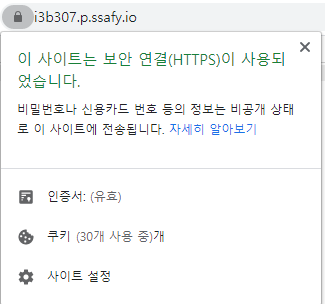 i3b307.p.ssafy.io
이 사이트는 보안 연결(HTTPS)이 사용되
었습니다.
비밀번호나 신용카드 번호 등의 정보는 비공개 상태
로 이 사이트에 전송됩니다. 자세히 알아보기
인증서: (유효)
쿠키 (30개 사용 중)개
사이트 설정